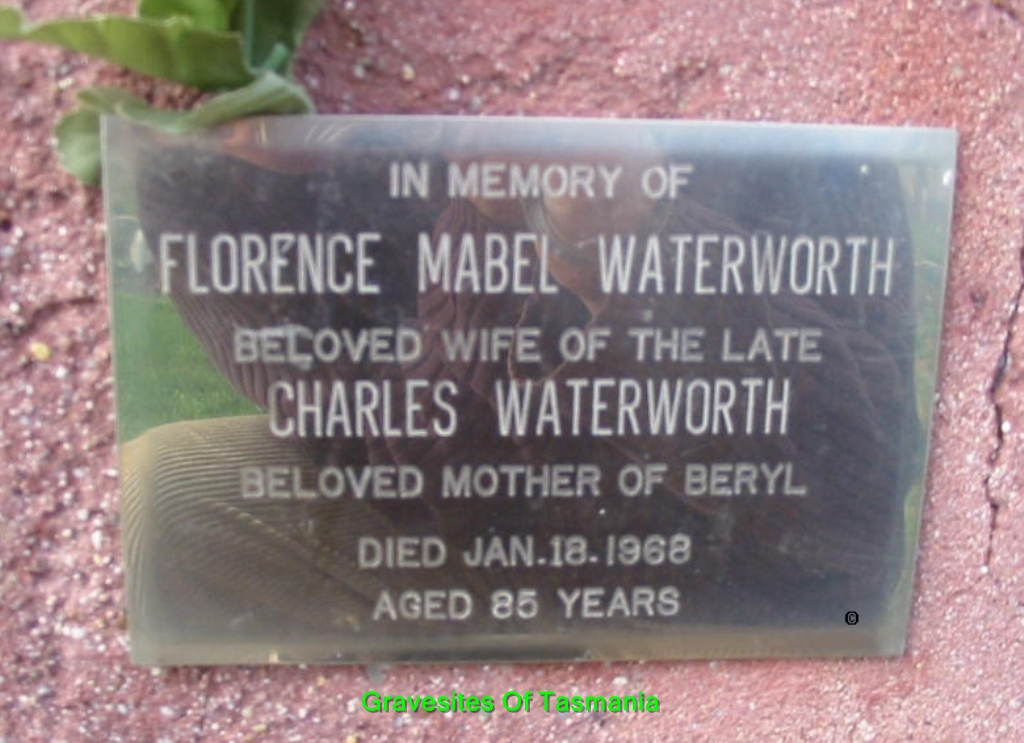 IN MEMORY OF
FLORENCE MABEL WATERWORTH
BELOVED WIFE OF THE LATE
CHARLES WATERWORTH
BELOVED MOTHER OF BERYL
DIED JAN.18.1968
AGED 85 YEARS
©
Gravesites Of Tasmania